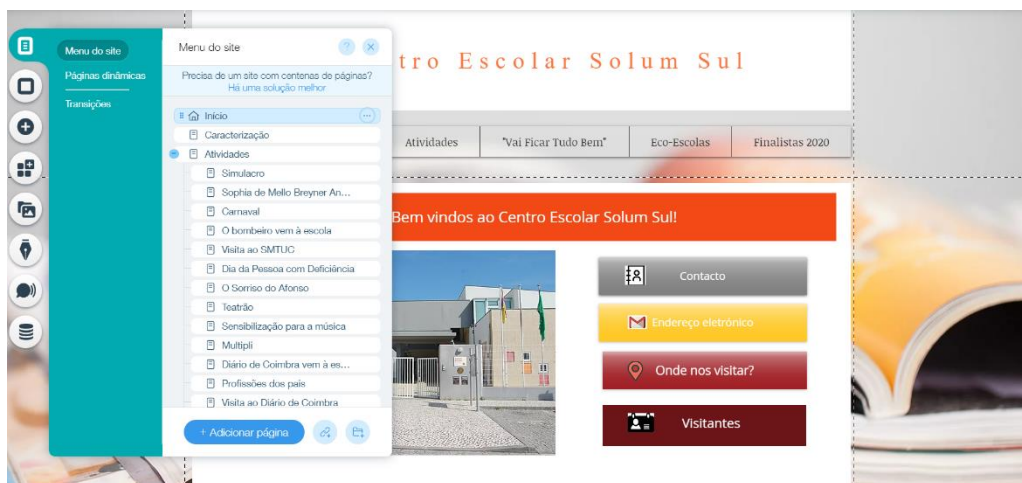 Menu do site
Páginas dinâmicas
Transições
Menu do site
?
Precisa de um site com centenas de páginas?
Há uma solução melhor
Início
Caracterização
Atividades
Simulacro
Sophia de Mello Breyner An...
Carnaval
O bombeiro vem à escola
Visita ao SMTUC
Dia da Pessoa com Deficiência
O Sorriso do Afonso
Teatrão
Sensibilização para a música
Multipli
Diário de Coimbra vem à es...
Profissões dos pais
Visita ao Diário de Coimbra
+ Adicionar página
tro Escolar Solum Sul
Atividades
"Vai Ficar Tudo Bem"
Eco-Escolas
Finalistas 2020
Bem vindos ao Centro Escolar Solum Sul!
Contacto
Endereço eletrónico
Onde nos visitar?
Visitantes